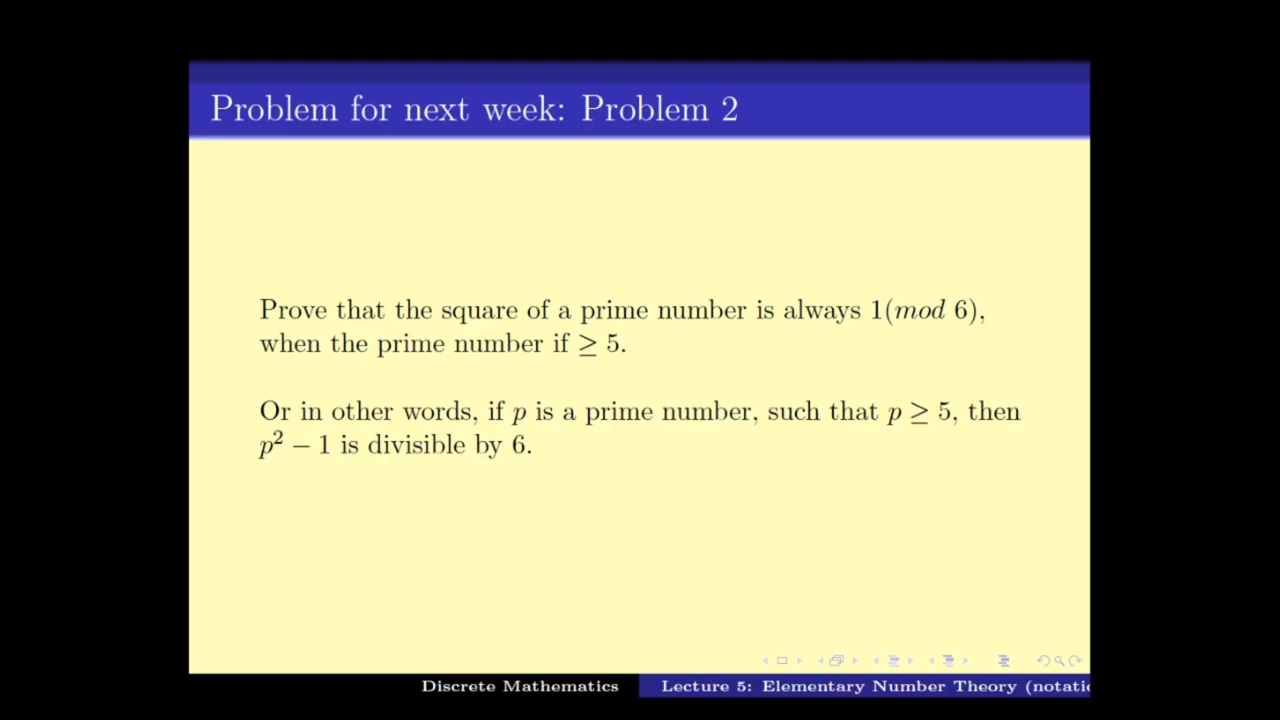 Problem for next week: Problem 2
Prove that the square of a prime number is always 1(mod 6),
when the prime number if ≥ 5.
Or in other words, if p is a prime number, such that p ≥ 5, then
p² − 1 is divisible by 6.
Discrete Mathematics
Lecture 5: Elementary Number Theory (notatio